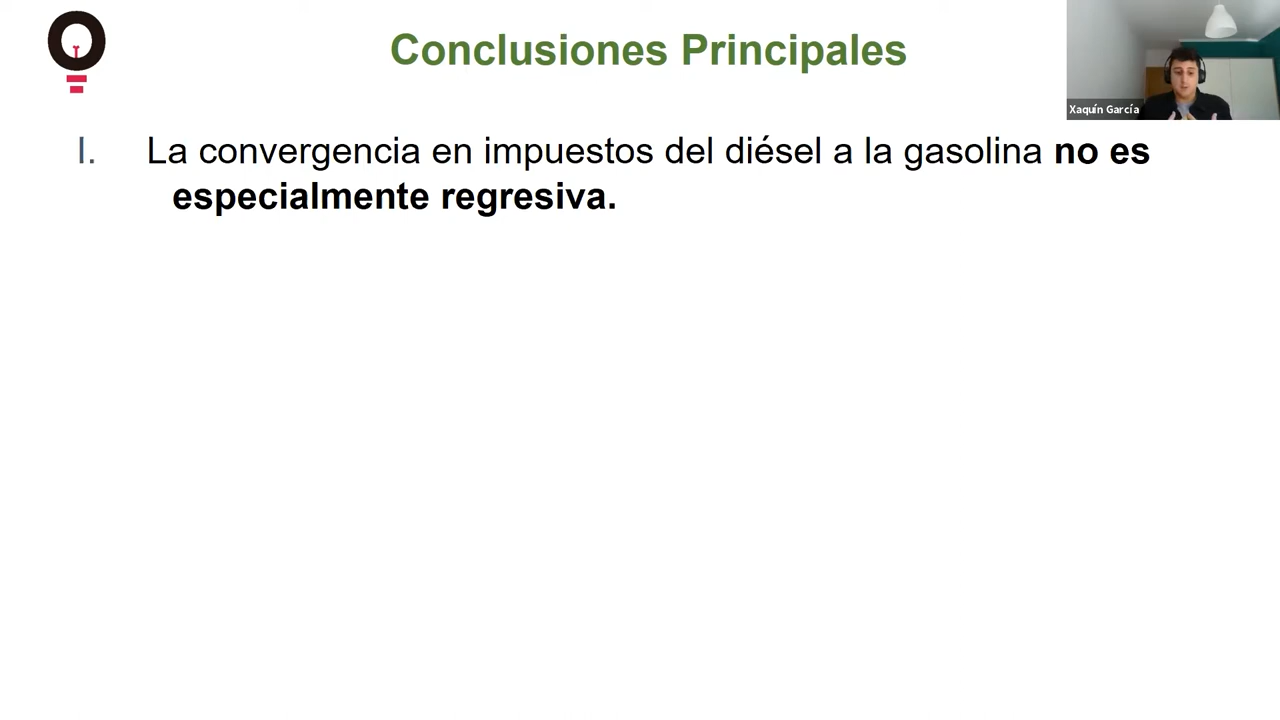 Conclusiones Principales
Xaquín García
I. La convergencia en impuestos del diésel a la gasolina no es
especialmente regresiva.